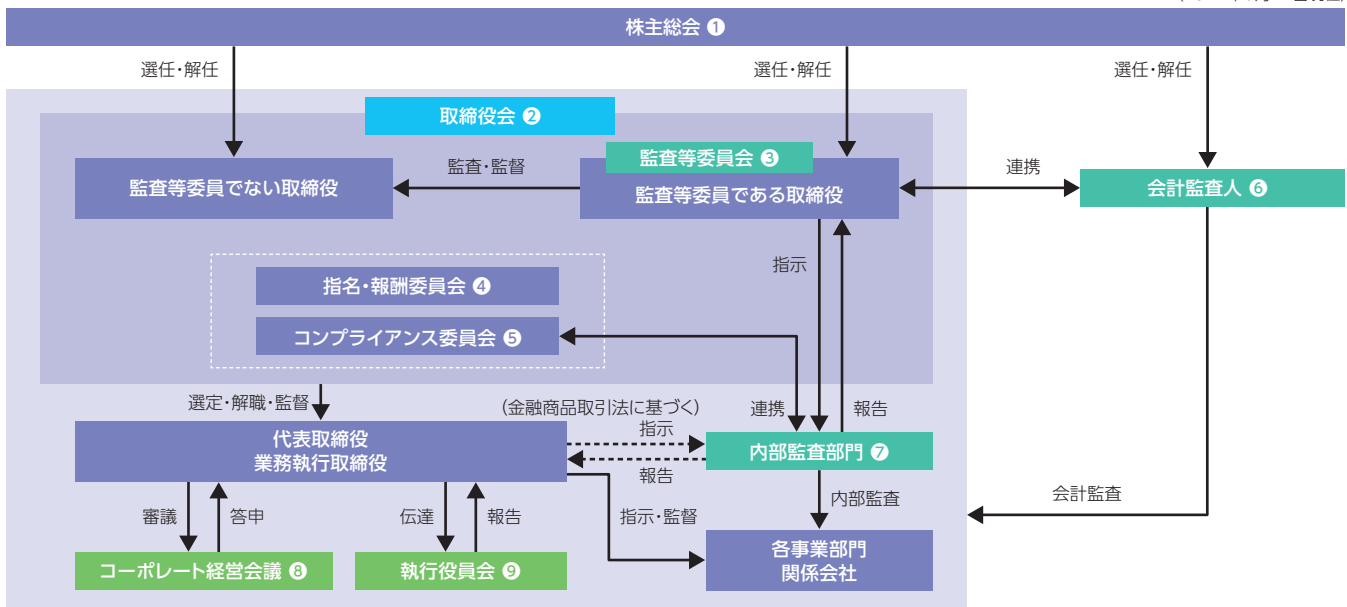 株主総会 ❶
選任・解任
選任・解任
選任・解任
取締役会 ❷
監査等委員会 ❸
監査等委員でない取締役
監査・監督
監査等委員である取締役
連携
会計監査人 ❻
指示
指名・報酬委員会 ❹
コンプライアンス委員会 ❺
選定・解職・監督
(金融商品取引法に基づく)
連携
報告
指示
代表取締役
業務執行取締役
内部監査部門 ❼
報告
審議
答申
伝達
報告
指示・監督
内部監査
会計監査
コーポレート経営会議 ❽
執行役員会 ❾
各事業部門
関係会社